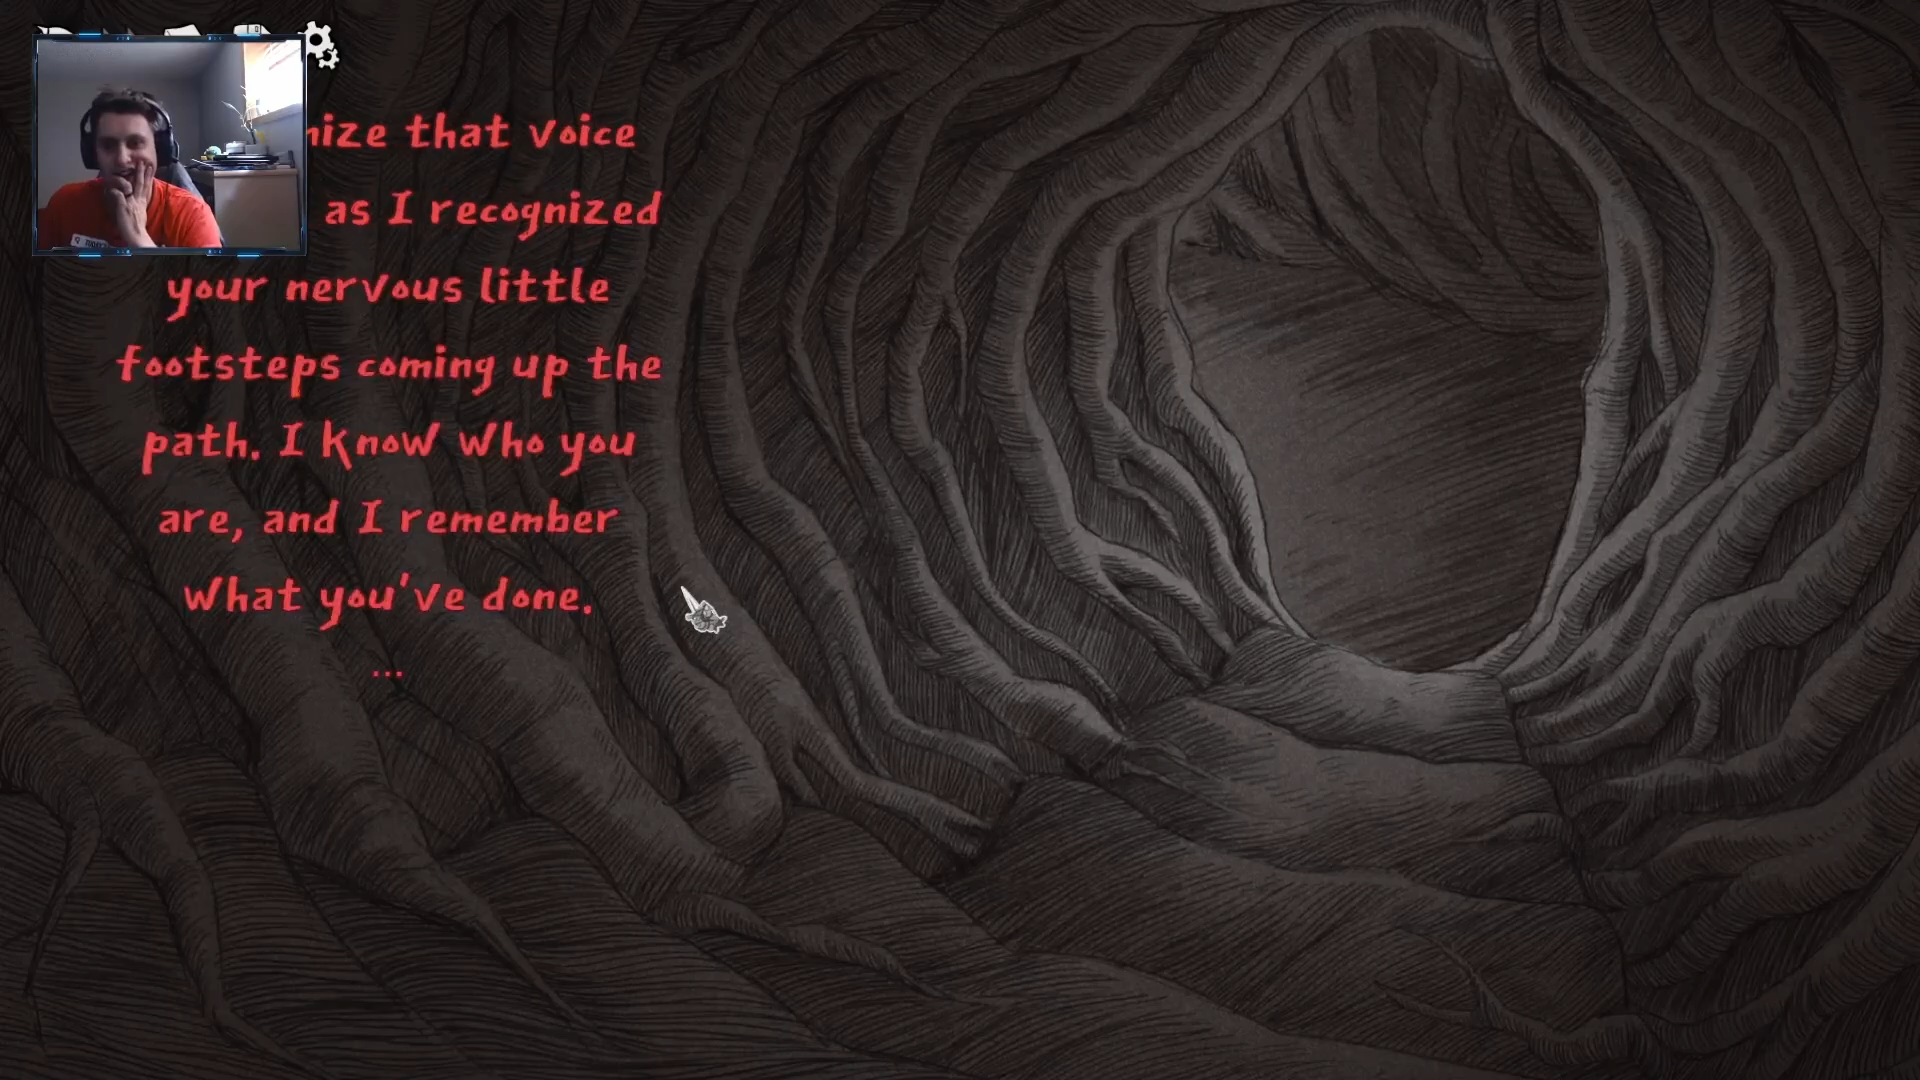 that voice
as I recognized
your nervous little
footsteps coming up the
path. I know who you
are, and I remember
what you've done.
...